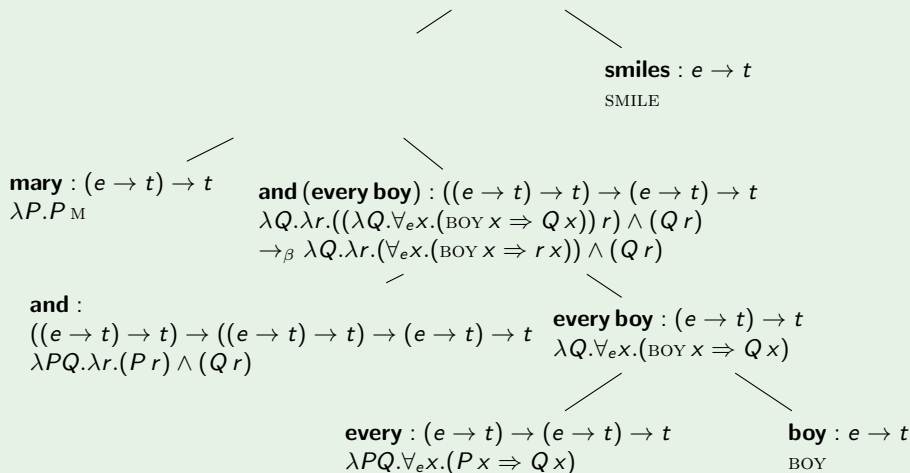 smiles : e → t
SMILE
mary : (e → t) → t
λP.P M
and (every boy) : ((e → t) → t) → (e → t) → t
λQ.λr.((λQ.∀ₑx.(BOY x ⇒ Q x)) r) ∧ (Q r)
→β λQ.λr.(∀ₑx.(BOY x ⇒ r x)) ∧ (Q r)
and :
((e → t) → t) → ((e → t) → t) → (e → t) → t
λPQ.λr.(P r) ∧ (Q r)
every boy : (e → t) → t
λQ.∀ₑx.(BOY x ⇒ Q x)
every : (e → t) → (e → t) → t
λPQ.∀ₑx.(P x ⇒ Q x)
boy : e → t
BOY